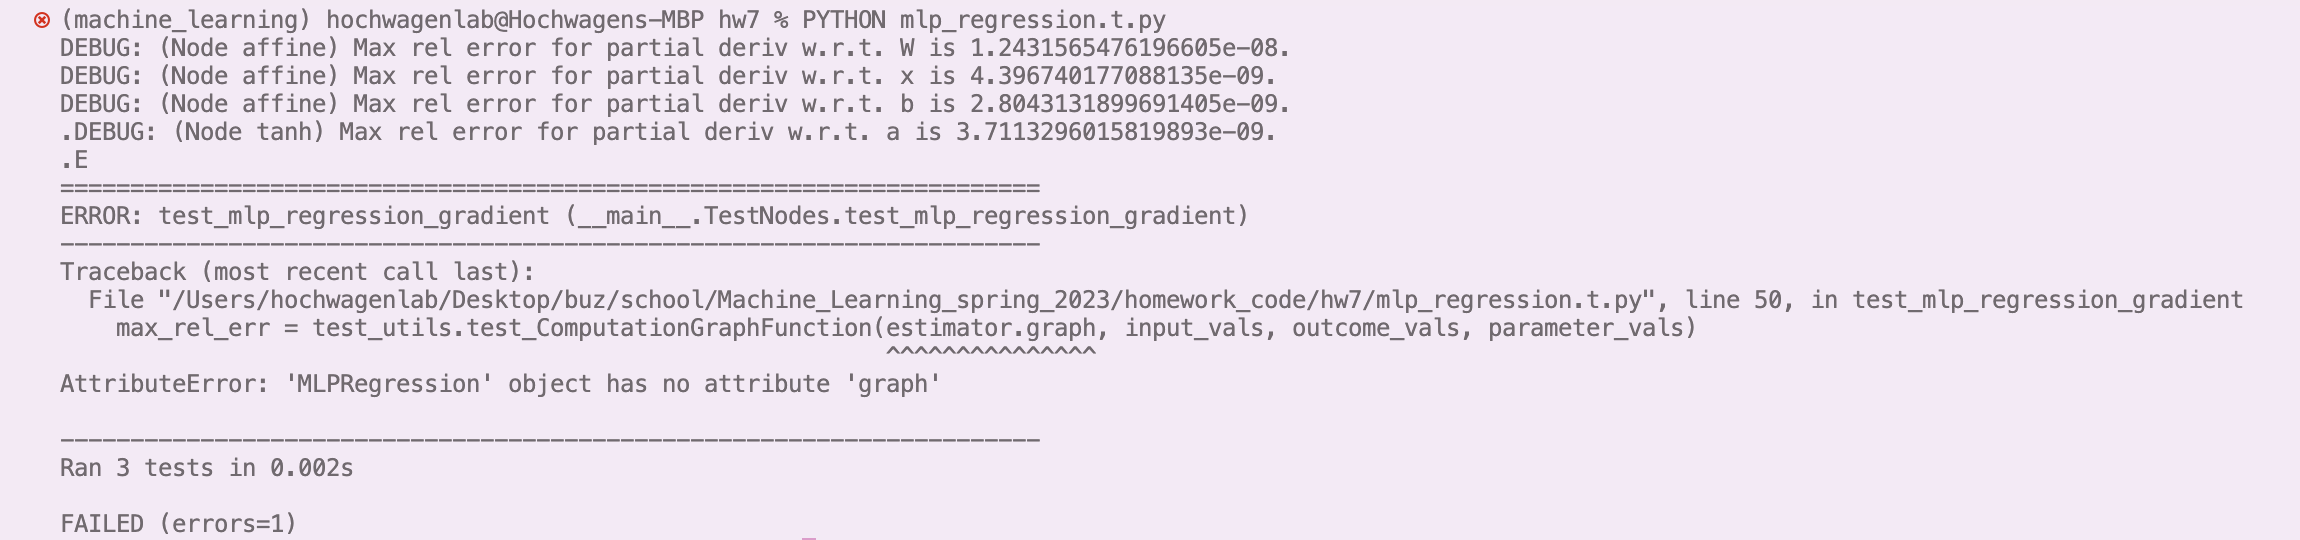 (machine_learning) hochwagenlab@Hochwagens-MBP hw7 % PYTHON mlp_regression.t.py
DEBUG: (Node affine) Max rel error for partial deriv w.r.t. W is 1.2431565476196605e-08.
DEBUG: (Node affine) Max rel error for partial deriv w.r.t. x is 4.396740177088135e-09.
DEBUG: (Node affine) Max rel error for partial deriv w.r.t. b is 2.8043131899691405e-09.
.DEBUG: (Node tanh) Max rel error for partial deriv w.r.t. a is 3.7113296015819893e-09.
.E
======================================================================
ERROR: test_mlp_regression_gradient (__main__.TestNodes.test_mlp_regression_gradient)
----------------------------------------------------------------------
Traceback (most recent call last):
  File "/Users/hochwagenlab/Desktop/buz/school/Machine_Learning_spring_2023/homework_code/hw7/mlp_regression.t.py", line 50, in test_mlp_regression_gradient
    max_rel_err = test_utils.test_ComputationGraphFunction(estimator.graph, input_vals, outcome_vals, parameter_vals)
                                                           ^^^^^^^^^^^^^^^
AttributeError: 'MLPRegression' object has no attribute 'graph'
----------------------------------------------------------------------
Ran 3 tests in 0.002s
FAILED (errors=1)